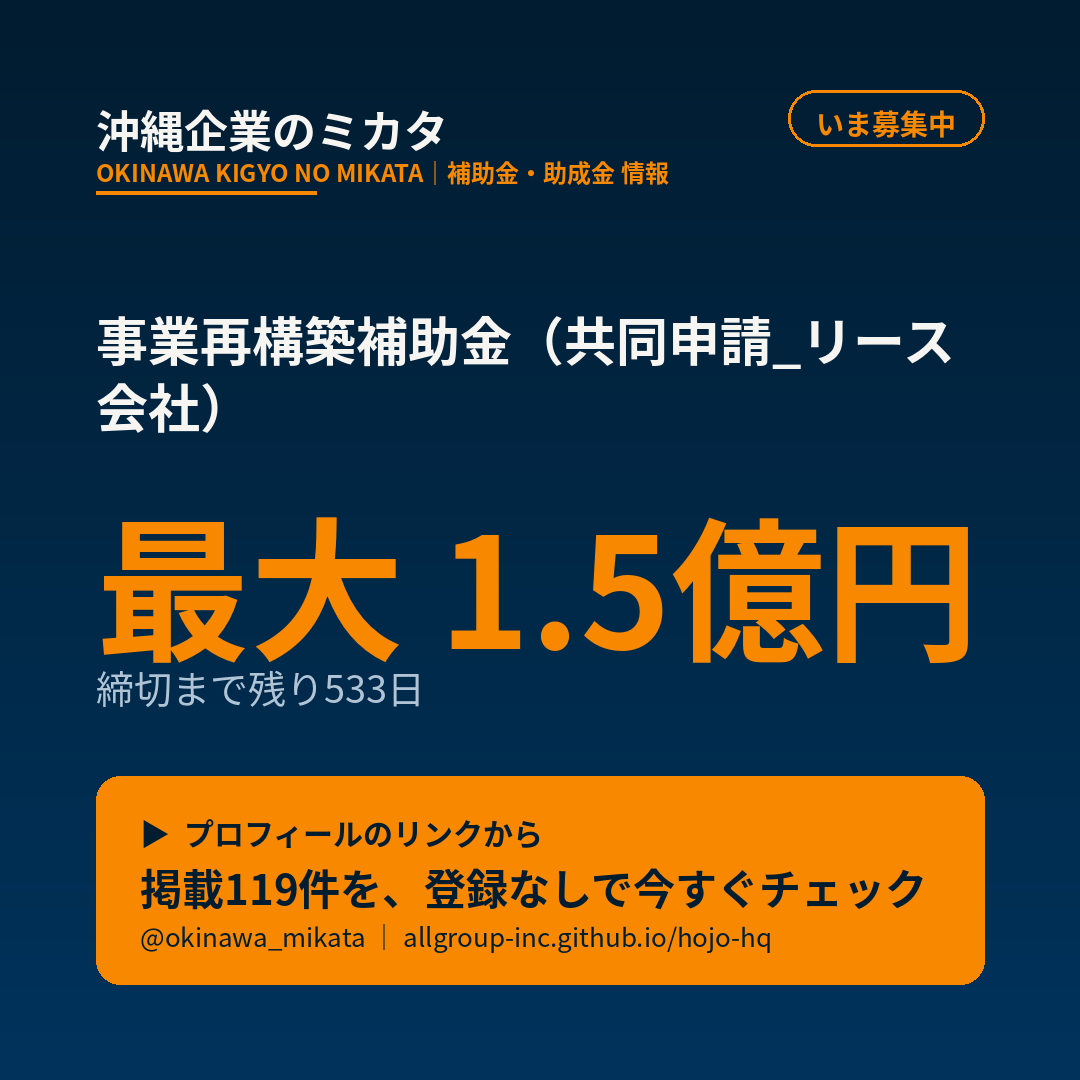 沖縄企業のミカタ
いま募集中
OKINAWA KIGYO NO MIKATA｜補助金・助成金 情報
事業再構築補助金（共同申請_リース
会社）
最大 1.5億円
締切まで残り533日
▶ プロフィールのリンクから
掲載119件を、登録なしで今すぐチェック
@okinawa_mikata ｜ allgroup-inc.github.io/hojo-hq